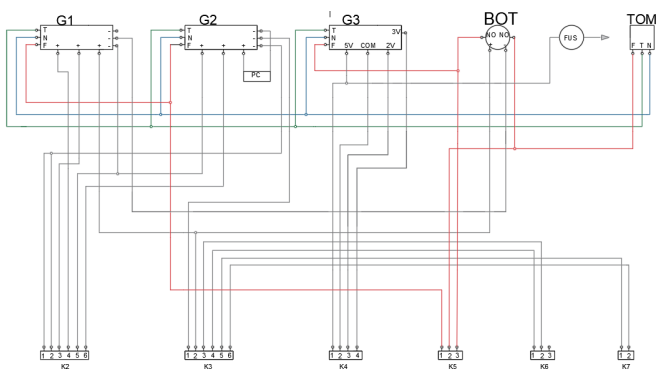 G1 G2 G3 BOT TOM
T T T 3V NO NO FUS
N N N
F + + + - - - F + + - - - F 5V COM 2V + + F T N
PC
1 2 3 4 5 6 1 2 3 4 5 6 1 2 3 4 1 2 3 1 2 3 1 2
K2 K3 K4 K5 K6 K7